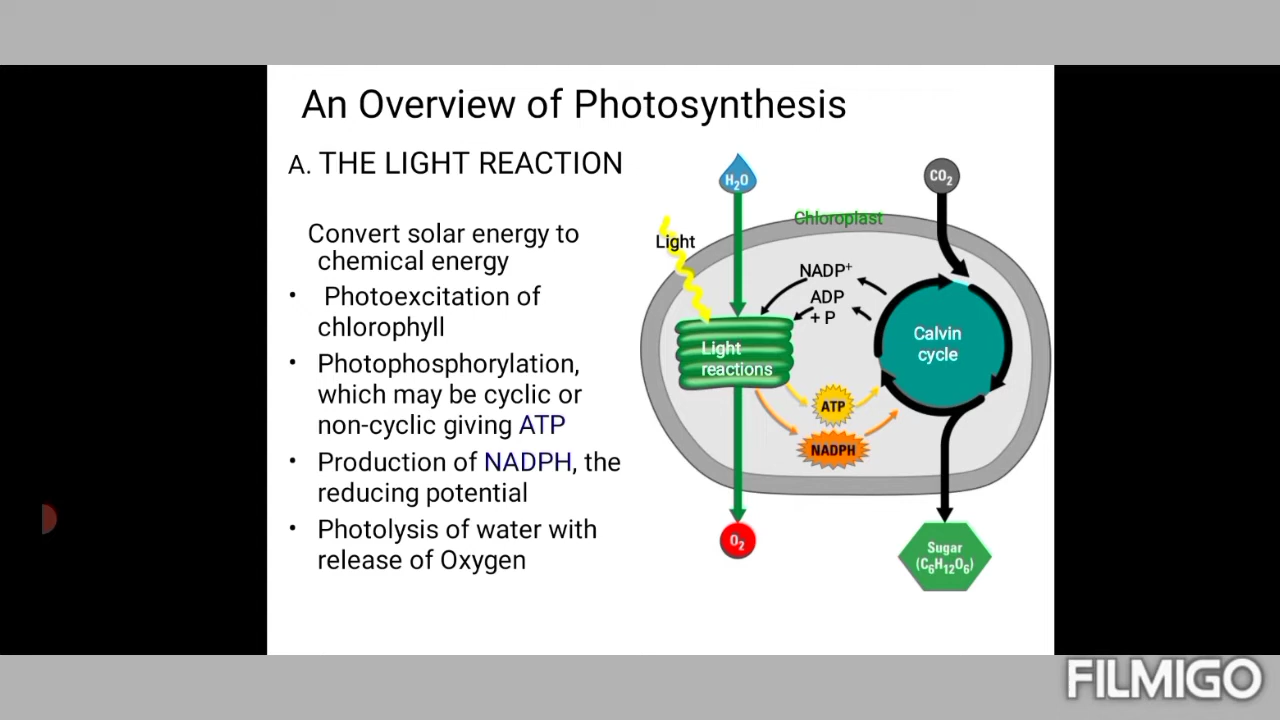 An Overview of Photosynthesis
A. THE LIGHT REACTION
Convert solar energy to
chemical energy
• Photoexcitation of
chlorophyll
• Photophosphorylation,
which may be cyclic or
non-cyclic giving ATP
• Production of NADPH, the
reducing potential
• Photolysis of water with
release of Oxygen
H₂O
CO₂
Chloroplast
Light
NADP⁺
ADP
+ P
Light
reactions
Calvin
cycle
ATP
NADPH
O₂
Sugar
(C₆H₁₂O₆)
FILMIGO